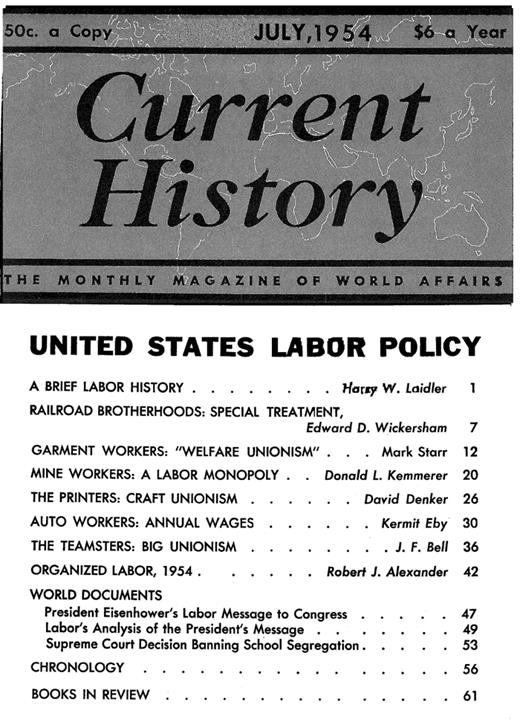 50c. a Copy JULY, 1954 $6 a Year
Current
History
THE MONTHLY MAGAZINE OF WORLD AFFAIRS
UNITED STATES LABOR POLICY
A BRIEF LABOR HISTORY . . . . . . . . Harry W. Laidler 1
RAILROAD BROTHERHOODS: SPECIAL TREATMENT,
Edward D. Wickersham 7
GARMENT WORKERS: "WELFARE UNIONISM" . . . Mark Starr 12
MINE WORKERS: A LABOR MONOPOLY . . Donald L. Kemmerer 20
THE PRINTERS: CRAFT UNIONISM . . . . . . David Denker 26
AUTO WORKERS: ANNUAL WAGES . . . . . . Kermit Eby 30
THE TEAMSTERS: BIG UNIONISM . . . . . . . . J. F. Bell 36
ORGANIZED LABOR, 1954 . . . . . . Robert J. Alexander 42
WORLD DOCUMENTS
President Eisenhower's Labor Message to Congress . . . . . 47
Labor's Analysis of the President's Message . . . . . . . 49
Supreme Court Decision Banning School Segregation . . . . . 53
CHRONOLOGY . . . . . . . . . . . . . . . 56
BOOKS IN REVIEW . . . . . . . . . . . . . . 61